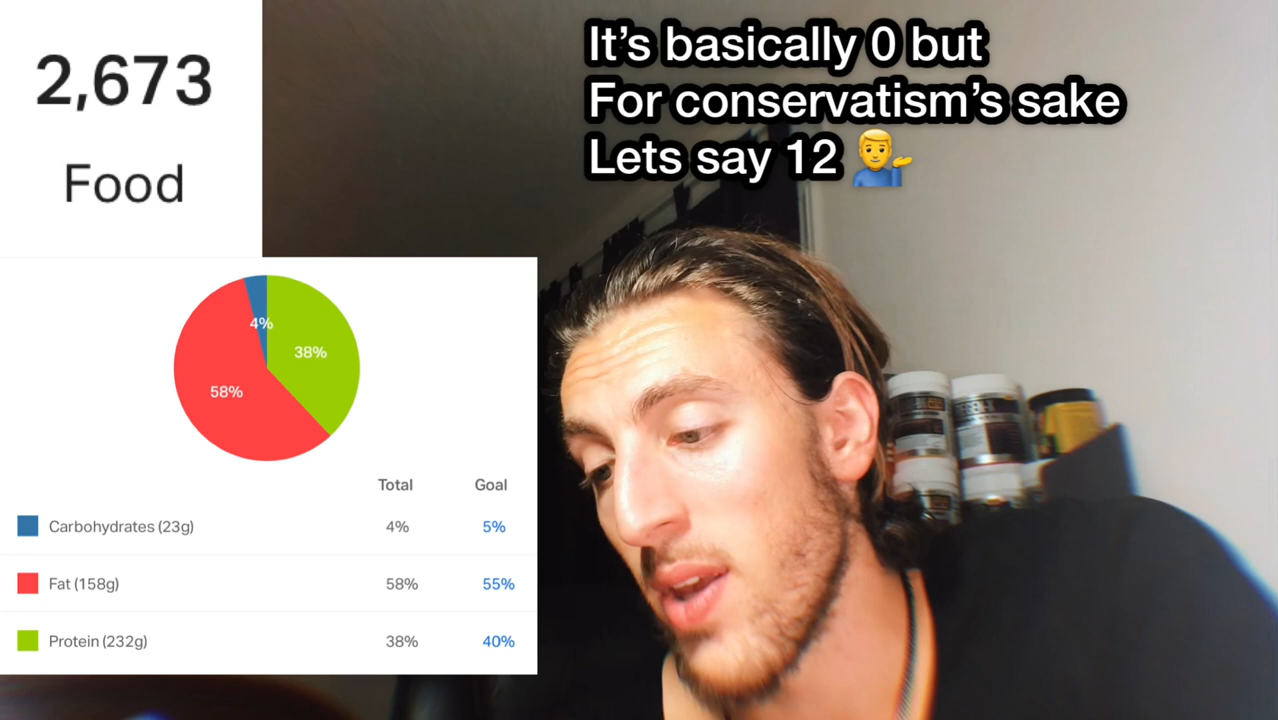 2,673
Food
It's basically 0 but
For conservatism's sake
Lets say 12 💁‍♂️
4%
38%
58%
Total Goal
Carbohydrates (23g) 4% 5%
Fat (158g) 58% 55%
Protein (232g) 38% 40%